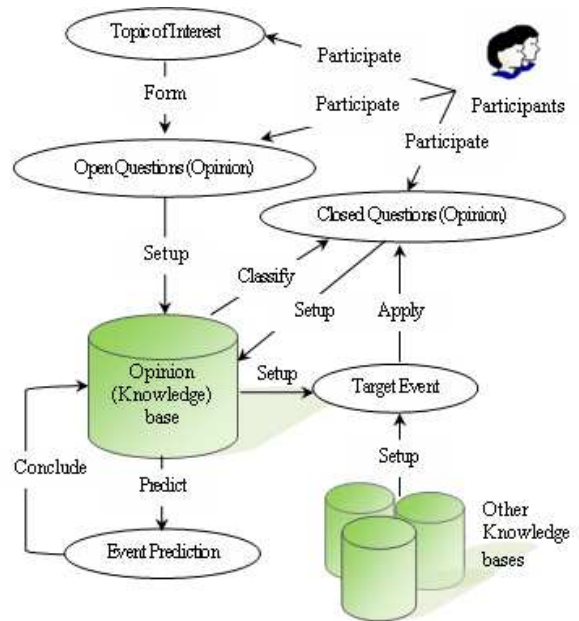 Topic of Interest
Participate
Form
Participate
Participants
Participate
Open Questions (Opinion)
Closed Questions (Opinion)
Setup
Classify
Setup
Apply
Opinion
(Knowledge)
base
Setup
Target Event
Conclude
Predict
Setup
Event Prediction
Other
Knowledge
bases